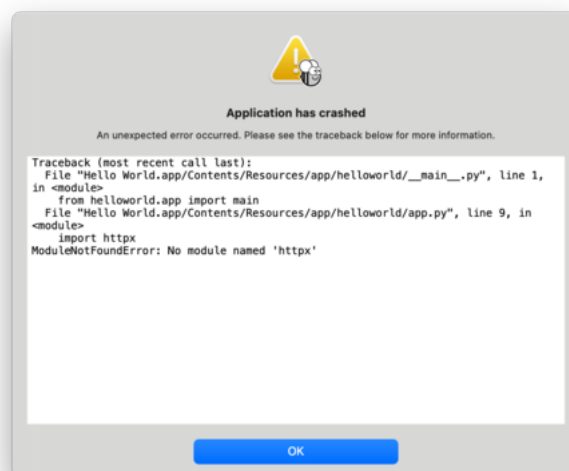 Application has crashed
An unexpected error occurred. Please see the traceback below for more information.
Traceback (most recent call last):
  File "Hello World.app/Contents/Resources/app/helloworld/__main__.py", line 1,
in <module>
    from helloworld.app import main
  File "Hello World.app/Contents/Resources/app/helloworld/app.py", line 9, in
<module>
    import httpx
ModuleNotFoundError: No module named 'httpx'
OK